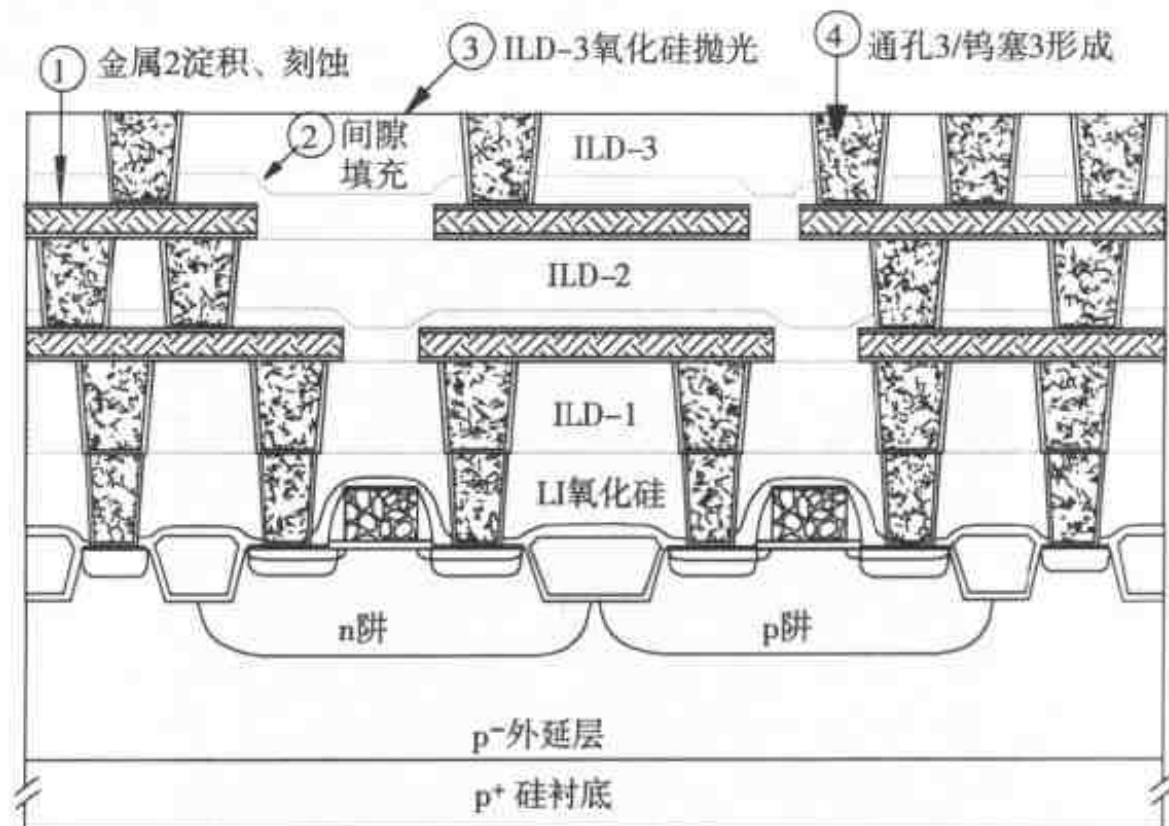 ① 金属2淀积、刻蚀
③ ILD-3氧化硅抛光
④ 通孔3/钨塞3形成
② 间隙
填充
ILD-3
ILD-2
ILD-1
LI氧化硅
n阱
p阱
p⁻外延层
p⁺ 硅衬底